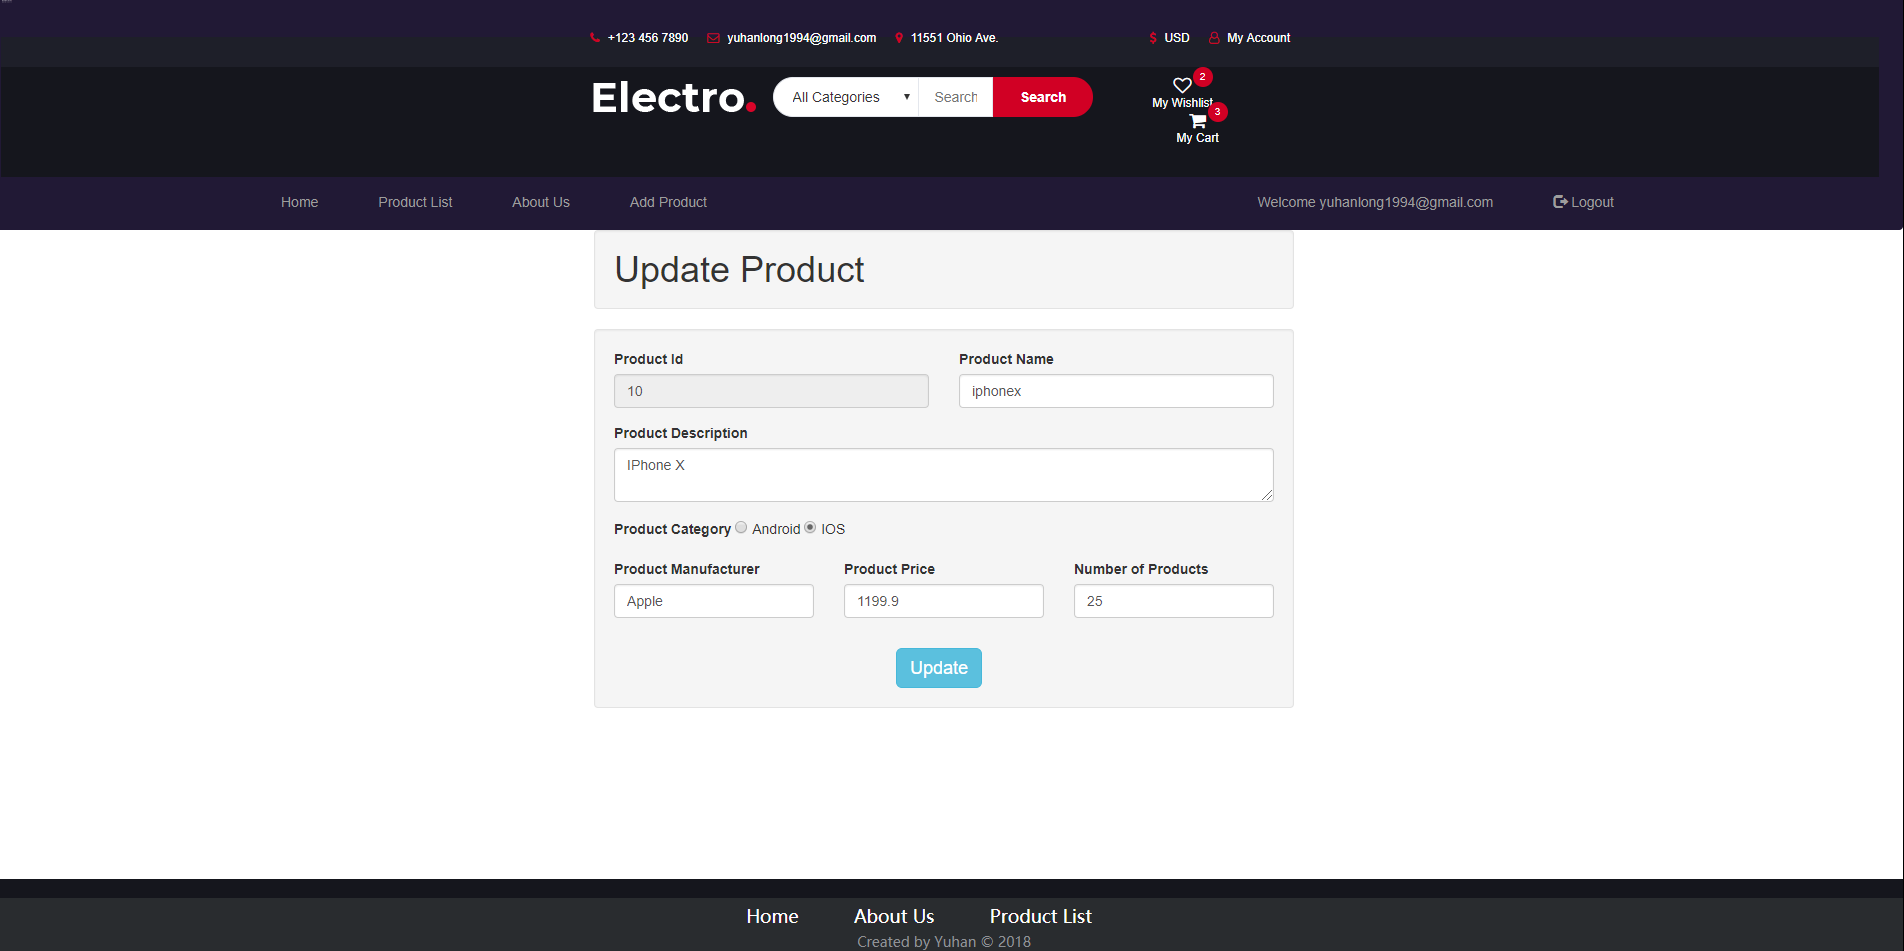 +123 456 7890 yuhanlong1994@gmail.com 11551 Ohio Ave. $ USD My Account
Electro. All Categories Search Search
2
My Wishlist
3
My Cart
Home Product List About Us Add Product Welcome yuhanlong1994@gmail.com Logout
Update Product
Product Id Product Name
10 iphonex
Product Description
IPhone X
Product Category Android IOS
Product Manufacturer Product Price Number of Products
Apple 1199.9 25
Update
Home About Us Product List
Created by Yuhan © 2018